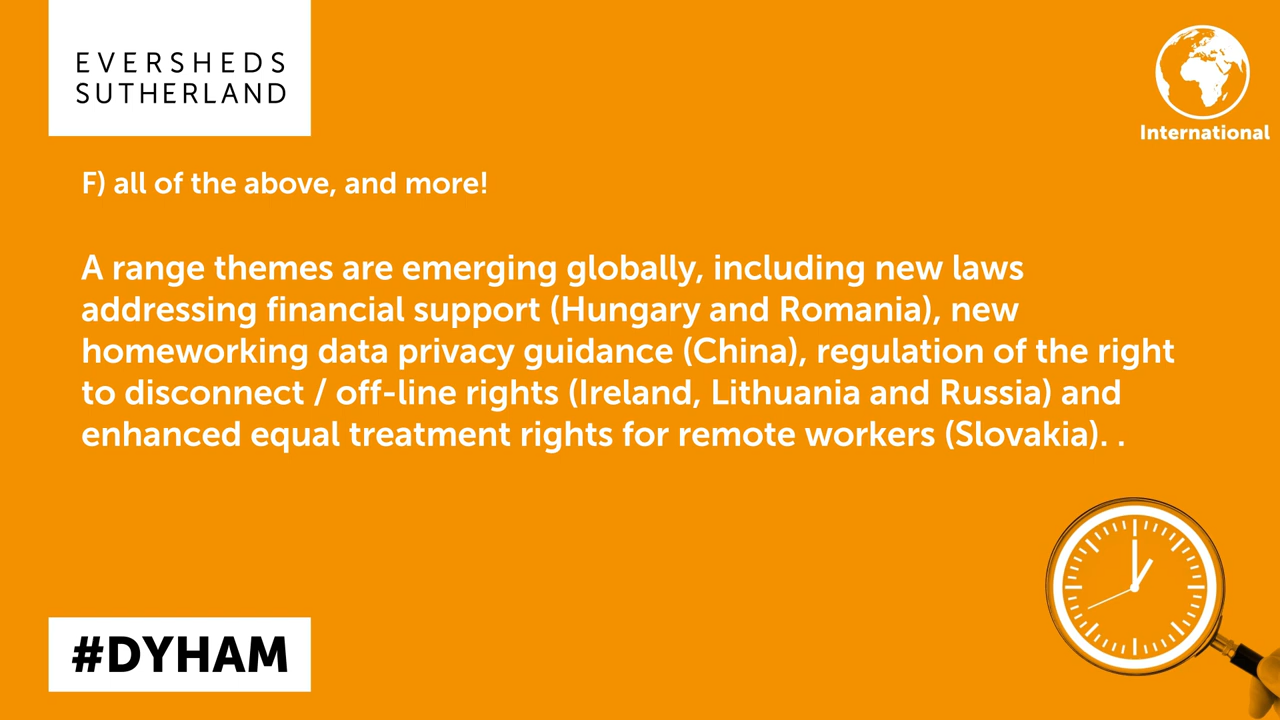 EVERSHEDS
SUTHERLAND
International
F) all of the above, and more!
A range themes are emerging globally, including new laws
addressing financial support (Hungary and Romania), new
homeworking data privacy guidance (China), regulation of the right
to disconnect / off-line rights (Ireland, Lithuania and Russia) and
enhanced equal treatment rights for remote workers (Slovakia). .
#DYHAM